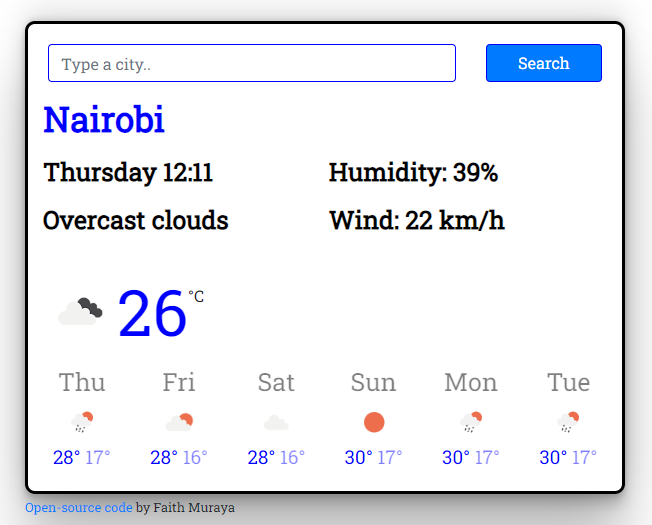 Type a city..
Search
Nairobi
Thursday 12:11
Humidity: 39%
Overcast clouds
Wind: 22 km/h
26 °C
Thu Fri Sat Sun Mon Tue
28° 17° 28° 16° 28° 16° 30° 17° 30° 17° 30° 17°
Open-source code by Faith Muraya